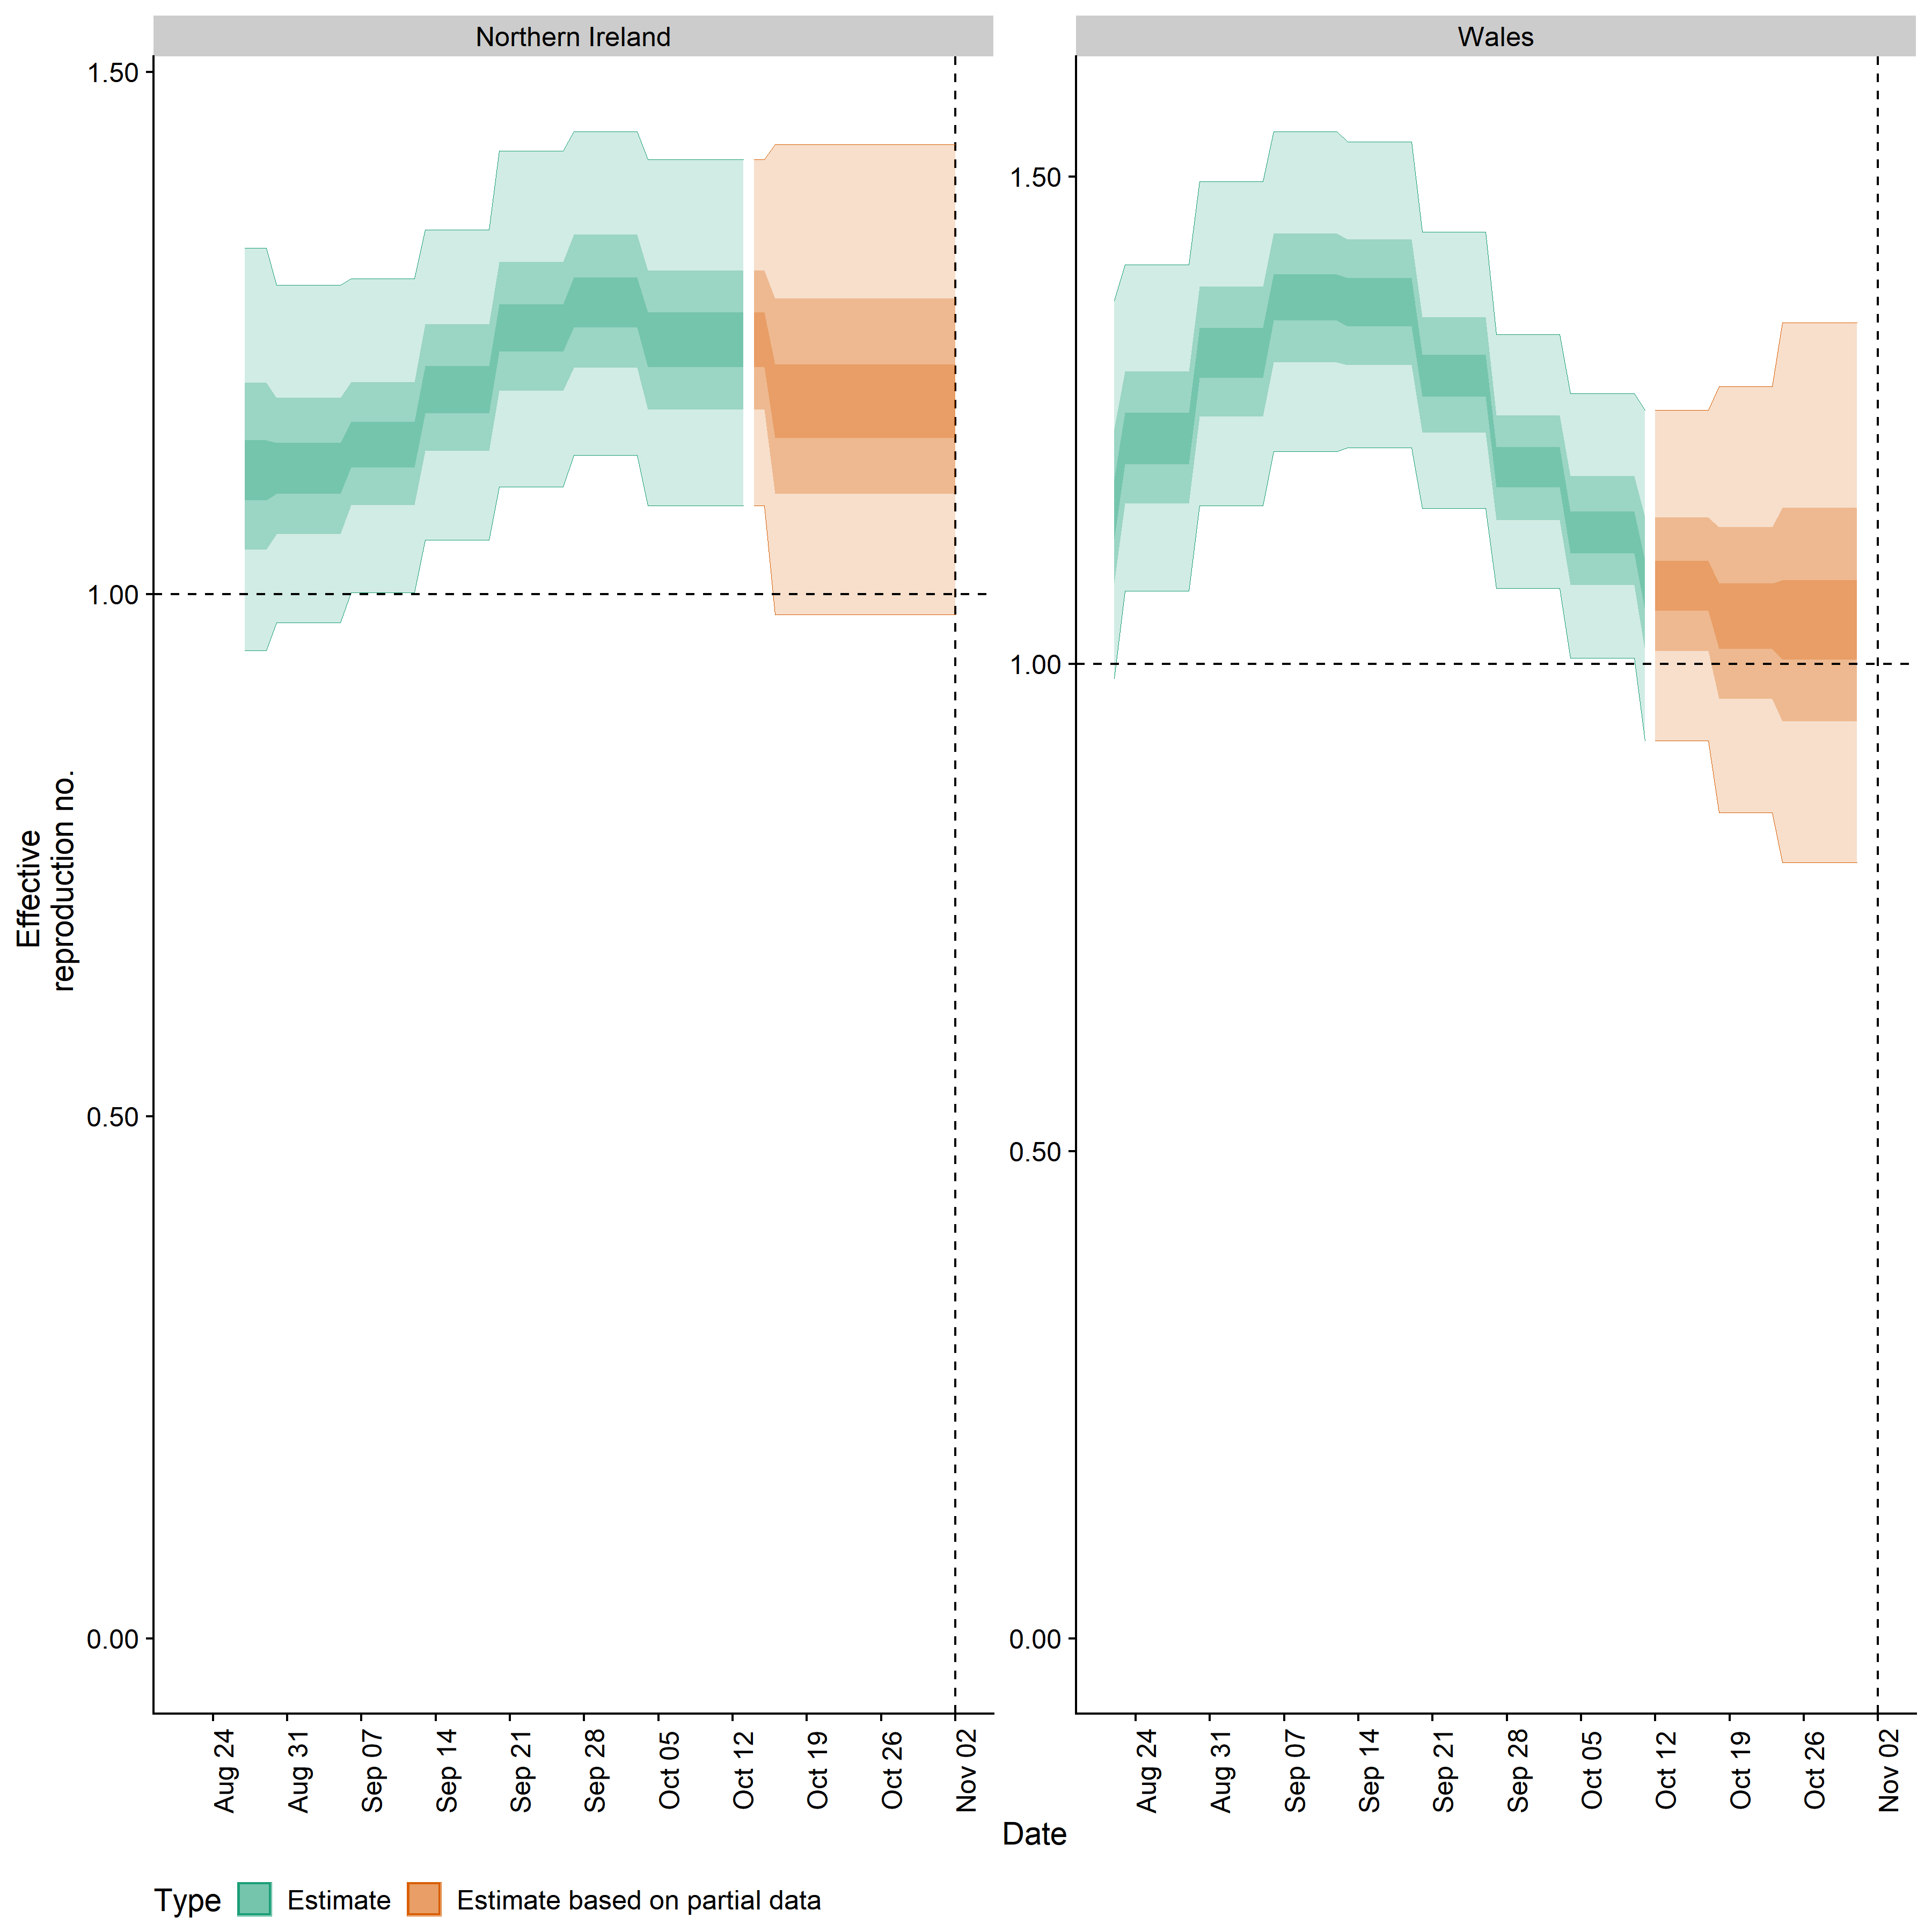 Northern Ireland
Wales
1.50
1.00
0.50
0.00
1.50
1.00
0.50
0.00
Effective
reproduction no.
Aug 24
Aug 31
Sep 07
Sep 14
Sep 21
Sep 28
Oct 05
Oct 12
Oct 19
Oct 26
Nov 02
Aug 24
Aug 31
Sep 07
Sep 14
Sep 21
Sep 28
Oct 05
Oct 12
Oct 19
Oct 26
Nov 02
Date
Type Estimate Estimate based on partial data